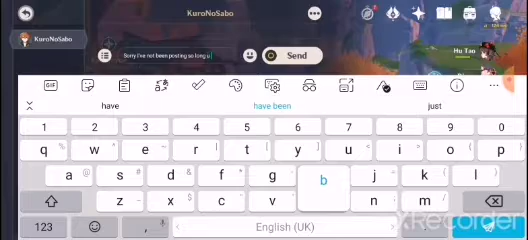 KuroNoSabo
KuroNoSabo
Sorry I've not been posting so long u
Send
Hu Tao
GIF
have
have been
just
1 2 3 4 5 6 7 8 9 0
q w e r t y u i o p
a s d f g b j k l
z x c v n m
123 , English (UK)
XRecorder